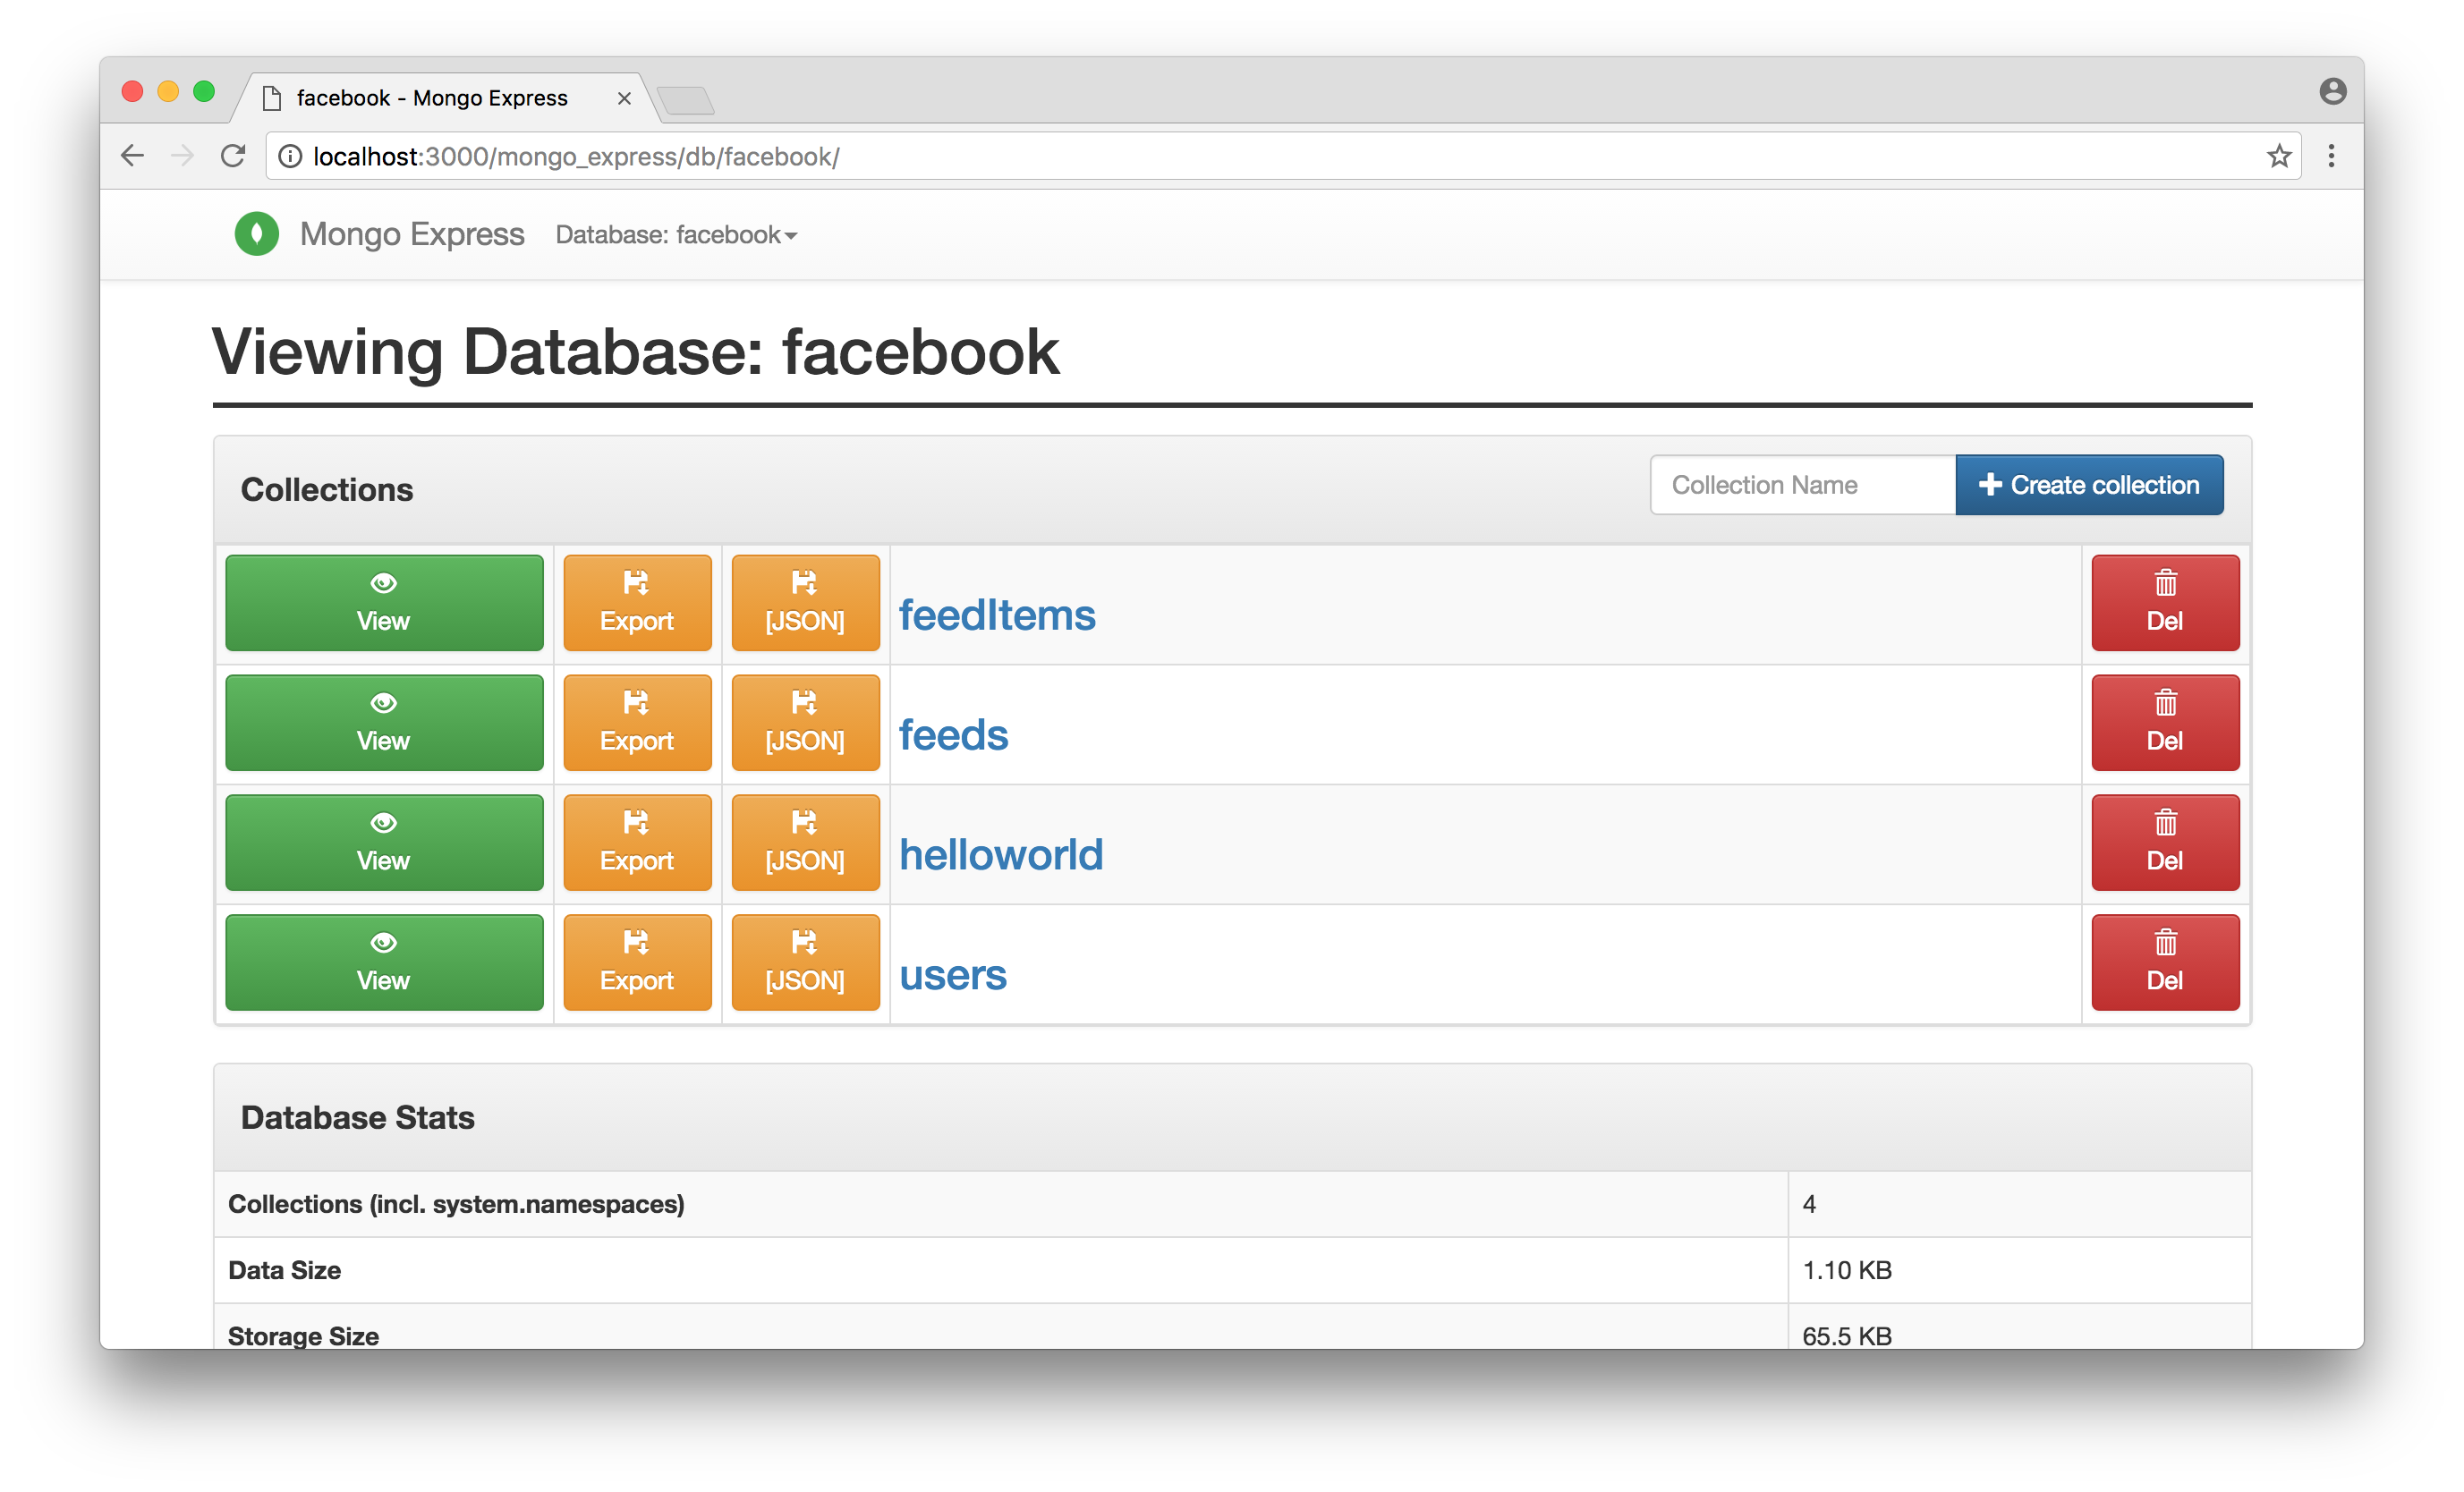 facebook - Mongo Express
localhost:3000/mongo_express/db/facebook/
Mongo Express Database: facebook
Viewing Database: facebook
Collections Collection Name Create collection
View Export [JSON] feedItems Del
View Export [JSON] feeds Del
View Export [JSON] helloworld Del
View Export [JSON] users Del
Database Stats
Collections (incl. system.namespaces) 4
Data Size 1.10 KB
Storage Size 65.5 KB